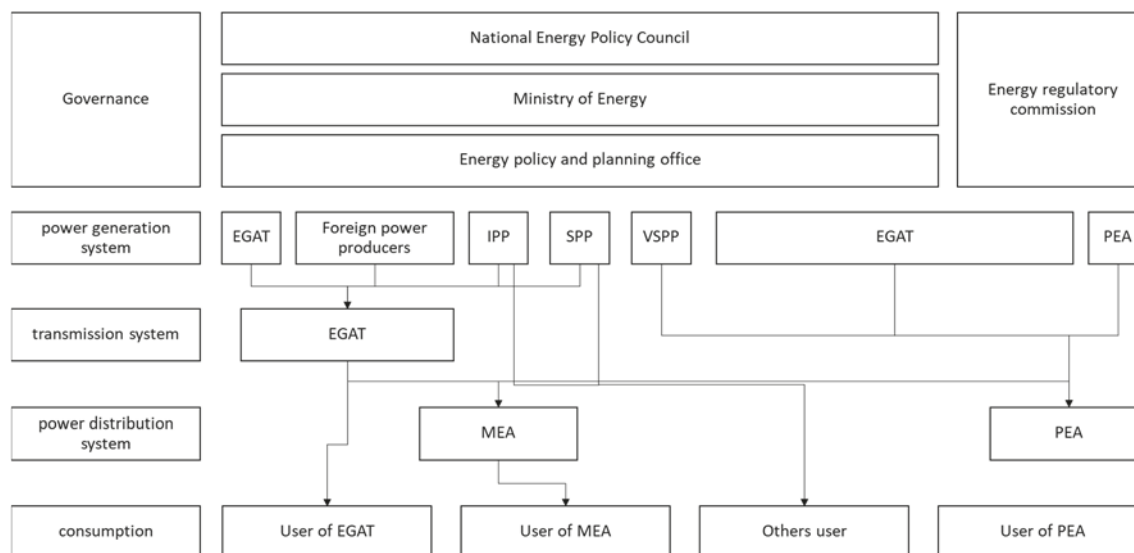 Governance
National Energy Policy Council
Ministry of Energy
Energy policy and planning office
Energy regulatory
commission
power generation
system
EGAT
Foreign power
producers
IPP
SPP
VSPP
EGAT
PEA
transmission system
EGAT
power distribution
system
MEA
PEA
consumption
User of EGAT
User of MEA
Others user
User of PEA